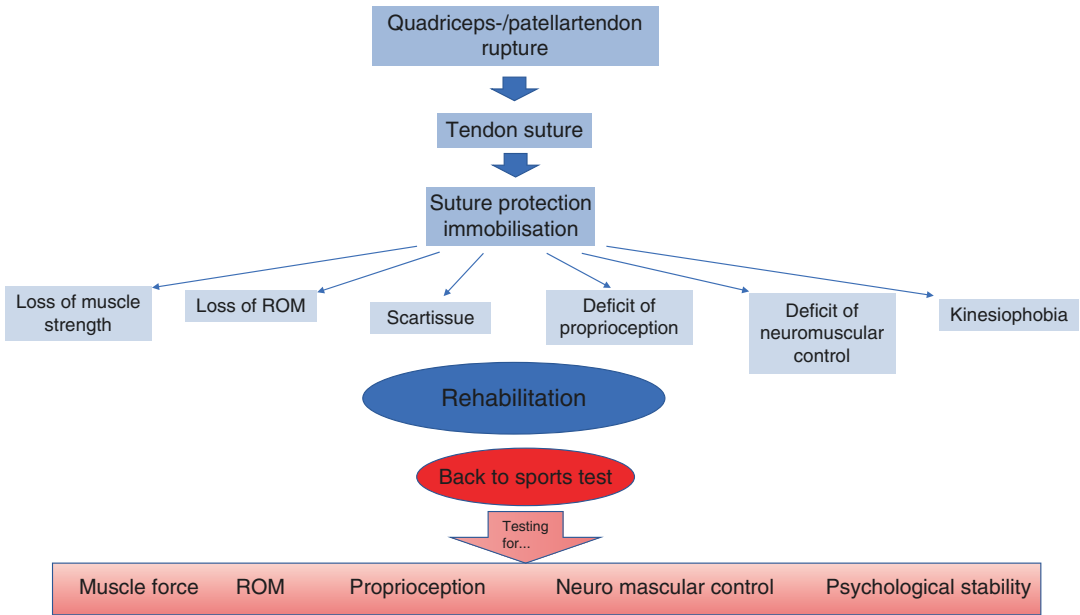 Quadriceps-/patellartendon
rupture
Tendon suture
Suture protection
immobilisation
Loss of muscle
strength
Loss of ROM
Scartissue
Deficit of
proprioception
Deficit of
neuromuscular
control
Kinesiophobia
Rehabilitation
Back to sports test
Testing
for...
Muscle force ROM Proprioception Neuro mascular control Psychological stability